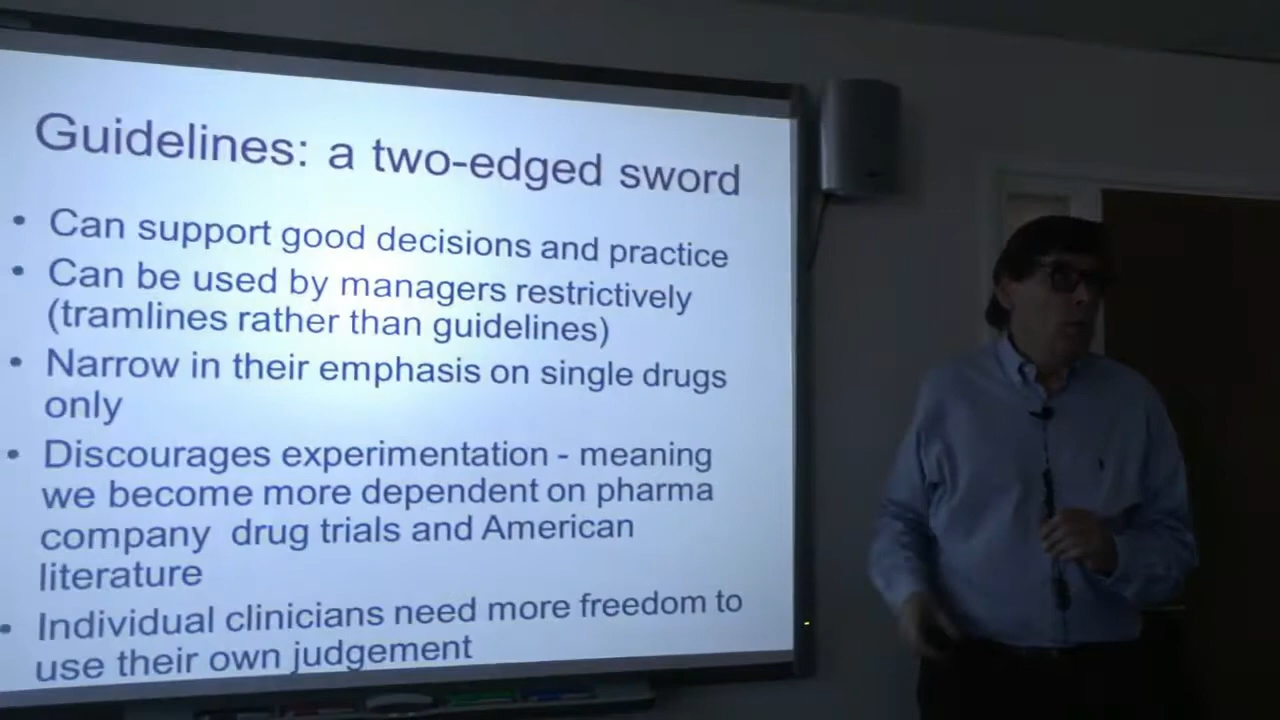 Guidelines: a two-edged sword
• Can support good decisions and practice
• Can be used by managers restrictively
(tramlines rather than guidelines)
• Narrow in their emphasis on single drugs
only
• Discourages experimentation - meaning
we become more dependent on pharma
company drug trials and American
literature
• Individual clinicians need more freedom to
use their own judgement